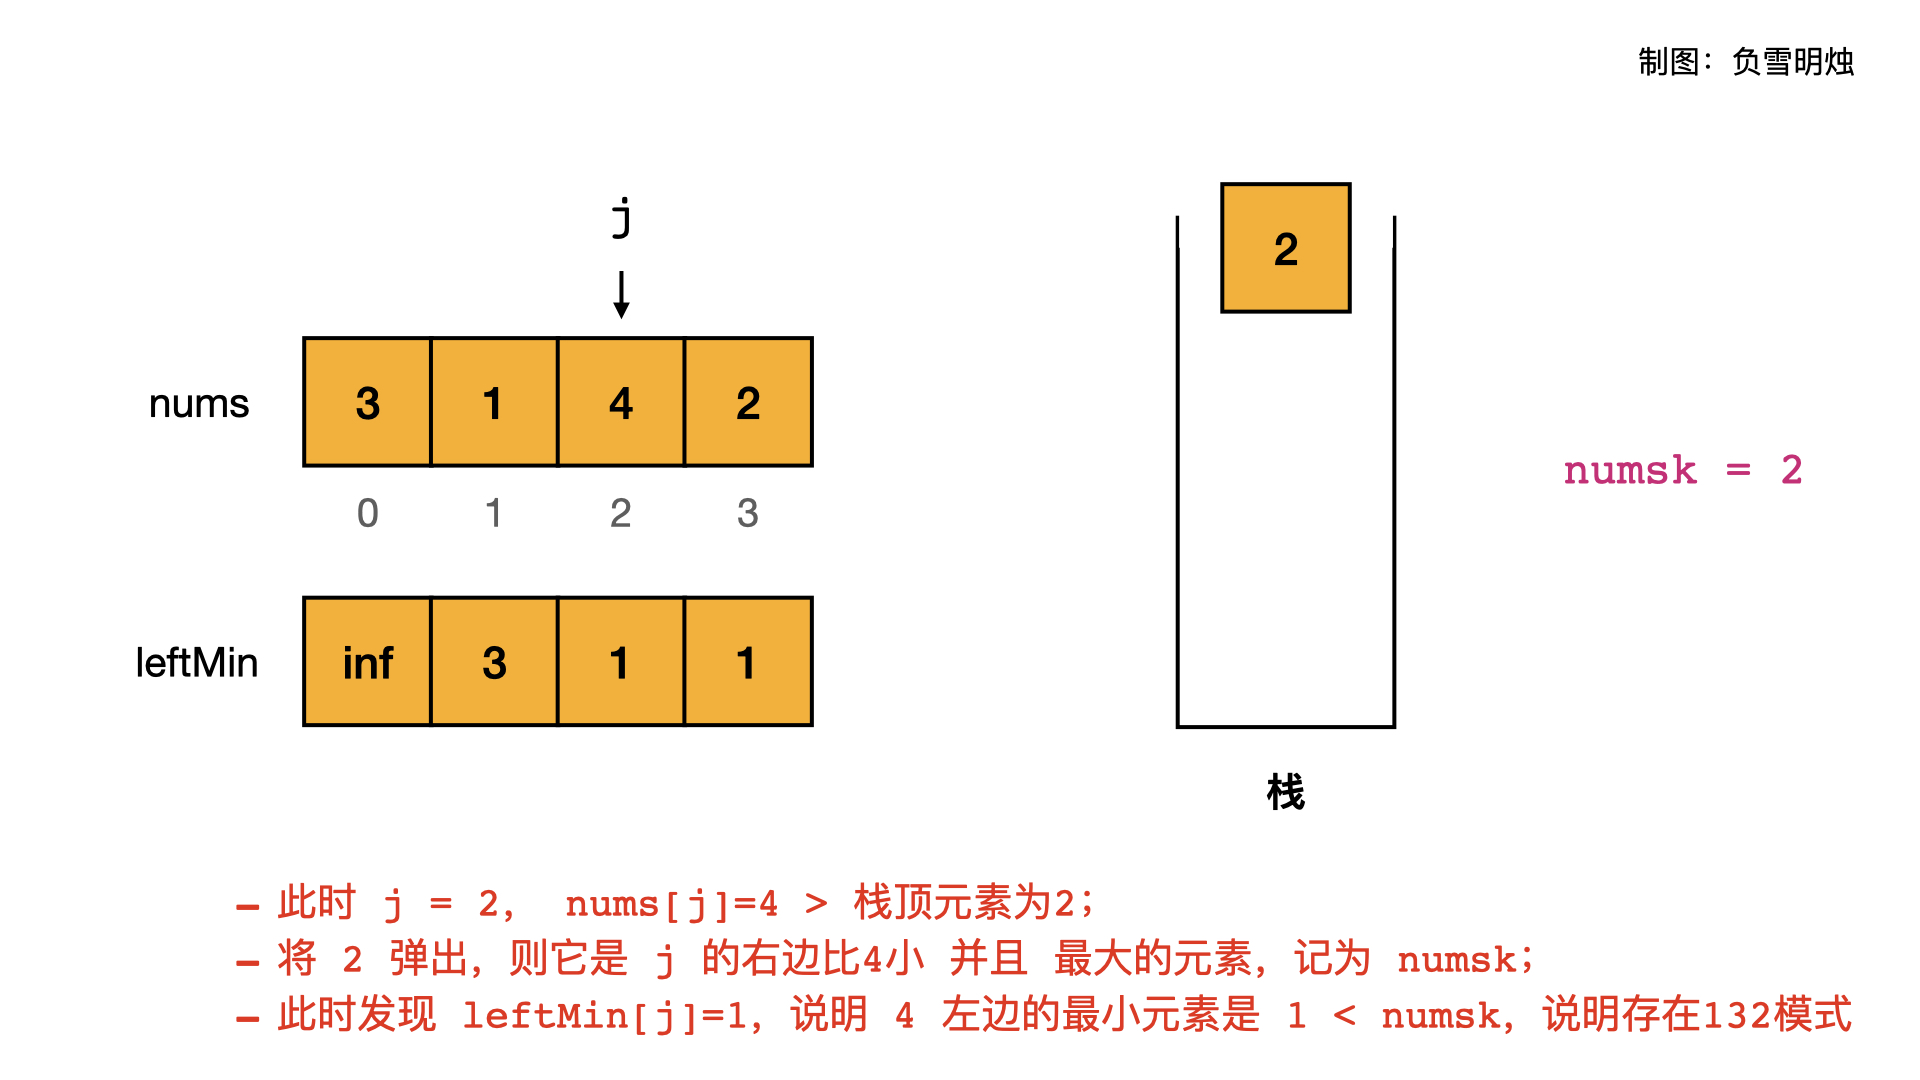 制图：负雪明烛
j
2
nums
3 1 4 2
0 1 2 3
numsk = 2
leftMin
inf 3 1 1
栈
- 此时 j = 2， nums[j]=4 > 栈顶元素为2；
- 将 2 弹出，则它是 j 的右边比4小 并且 最大的元素，记为 numsk；
- 此时发现 leftMin[j]=1，说明 4 左边的最小元素是 1 < numsk，说明存在132模式